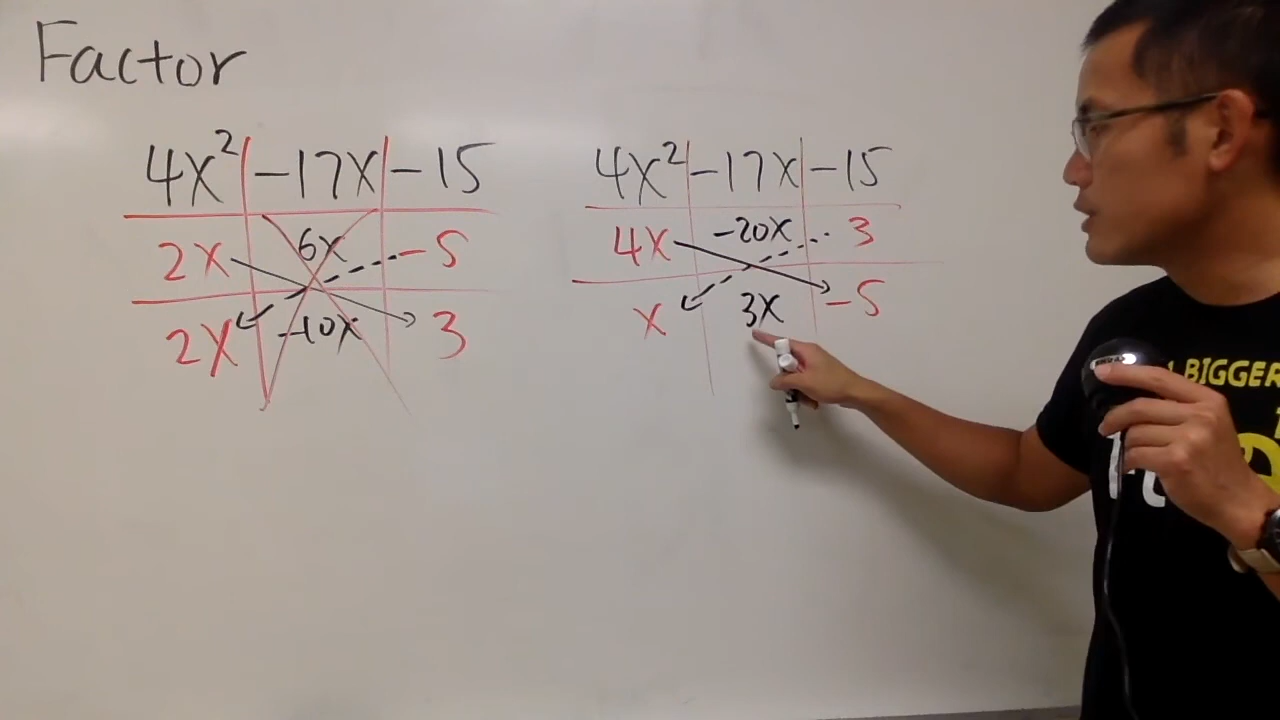 Factor
4x² -17x -15
2x 6x -5
2x -10x 3
4x² -17x -15
4x -20x 3
x 3x -5
BIGGER